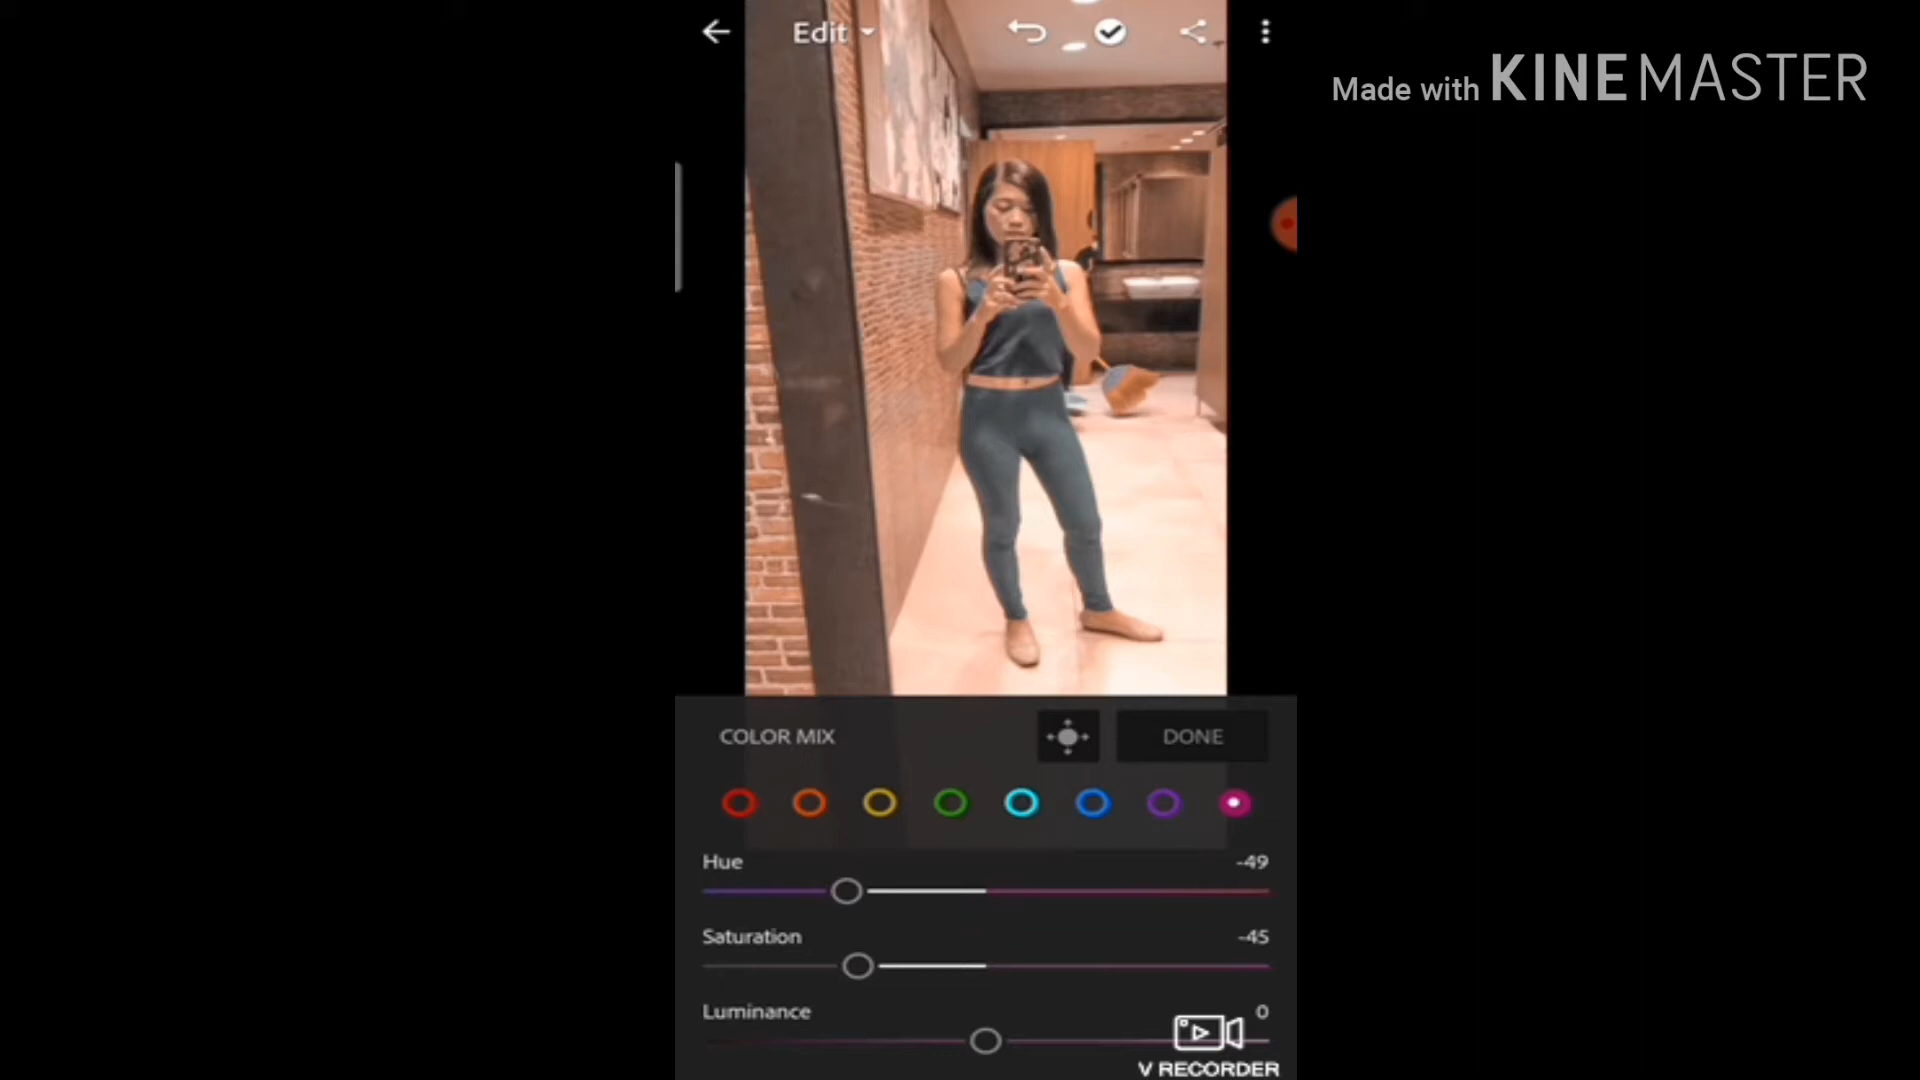 Edit
Made with KINEMASTER
COLOR MIX
DONE
Hue
-49
Saturation
-45
Luminance
0
V RECORDER